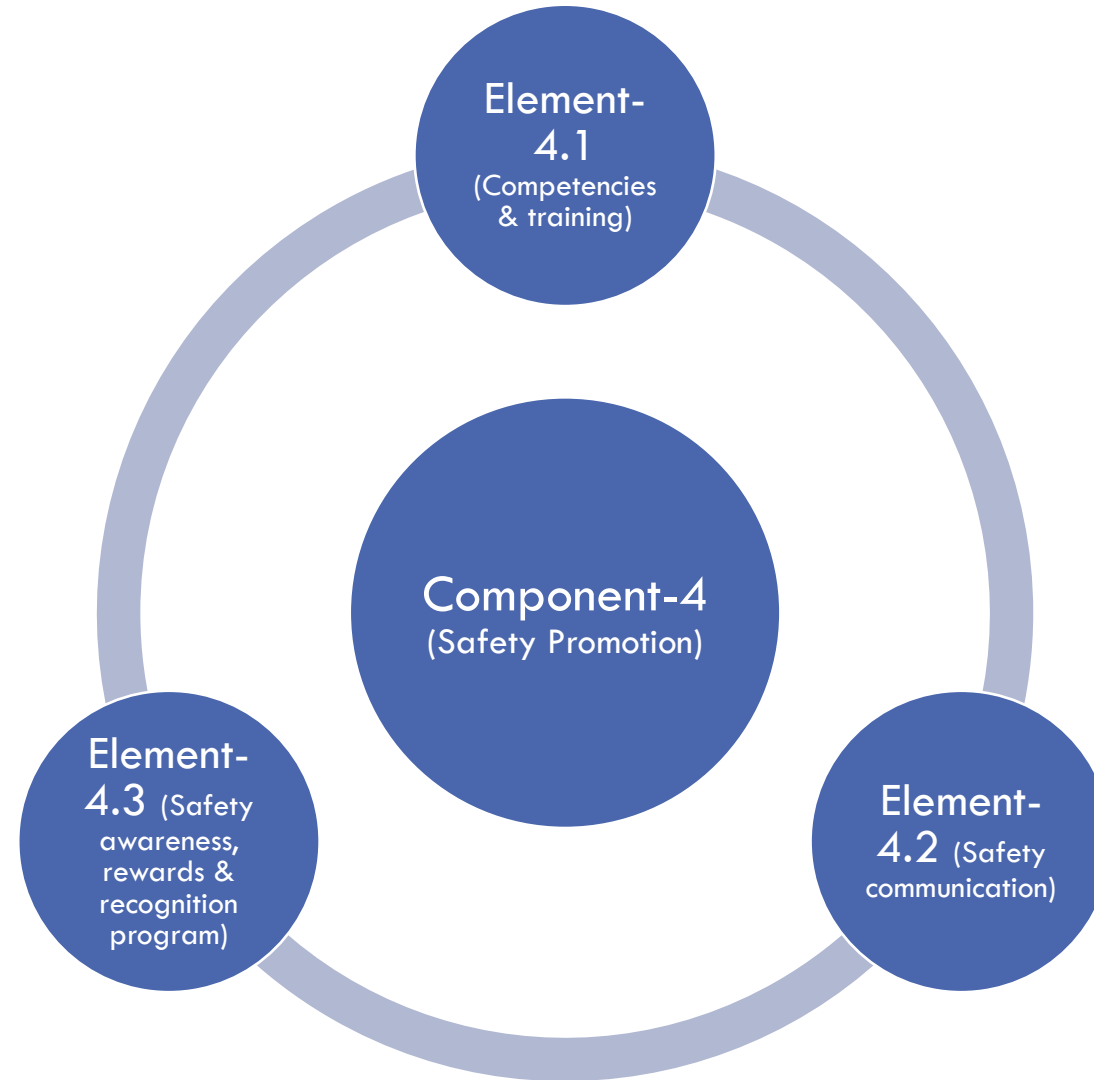 Element-
4.1
(Competencies
& training)
Component-4
(Safety Promotion)
Element-
4.3 (Safety
awareness,
rewards &
recognition
program)
Element-
4.2 (Safety
communication)